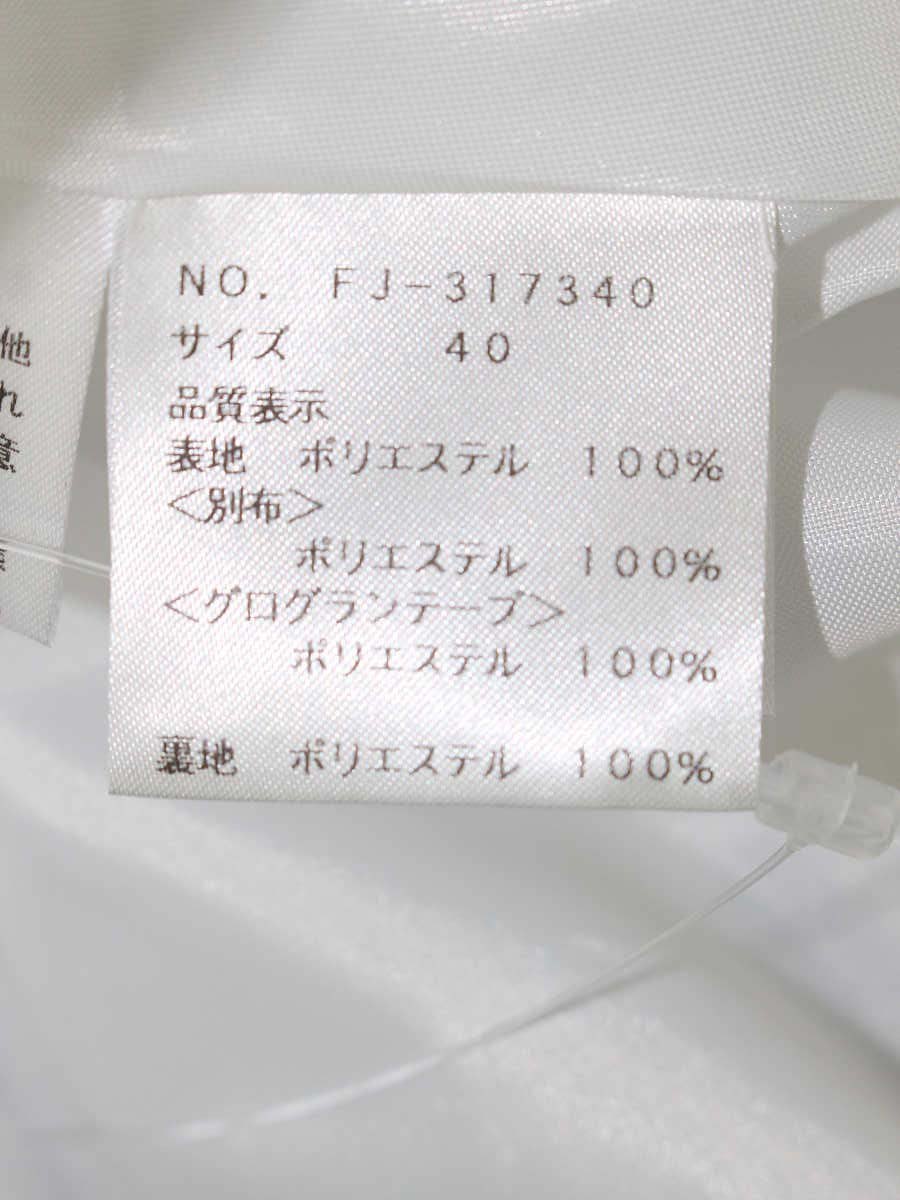 NO. FJ-317340
サイズ 40
品質表示
表地 ポリエステル 100%
<別布>
ポリエステル 100%
<グログランテープ>
ポリエステル 100%
裏地 ポリエステル 100%
他
れ
意